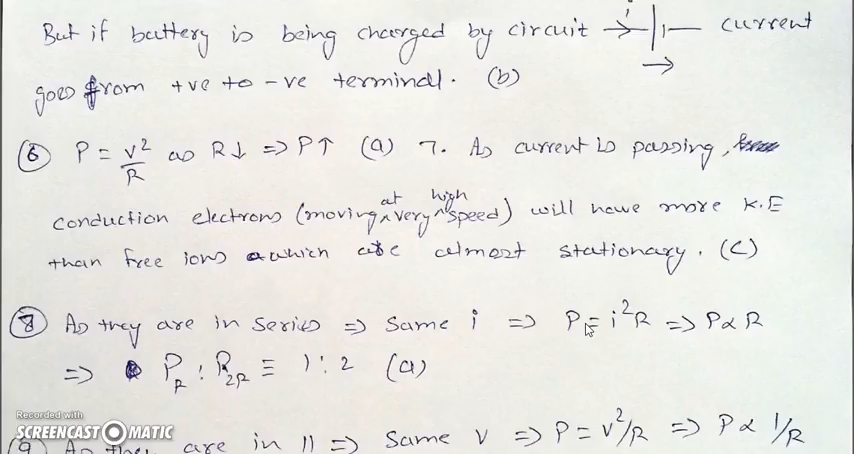 But if battery is being charged by circuit i current
goes from +ve to -ve terminal. (b)
(6) P = V²/R as R↓ => P↑ (a) 7. As current is passing,
conduction electrons (moving at very high speed) will have more K.E
than free ions which are almost stationary. (c)
(8) As they are in series => Same i => P = i²R => P∝R
=> P_R : P_2R ≡ 1:2 (a)
Recorded with
SCREENCAST-O-MATIC
(9) As they are in || => Same V => P = V²/R => P∝ 1/R